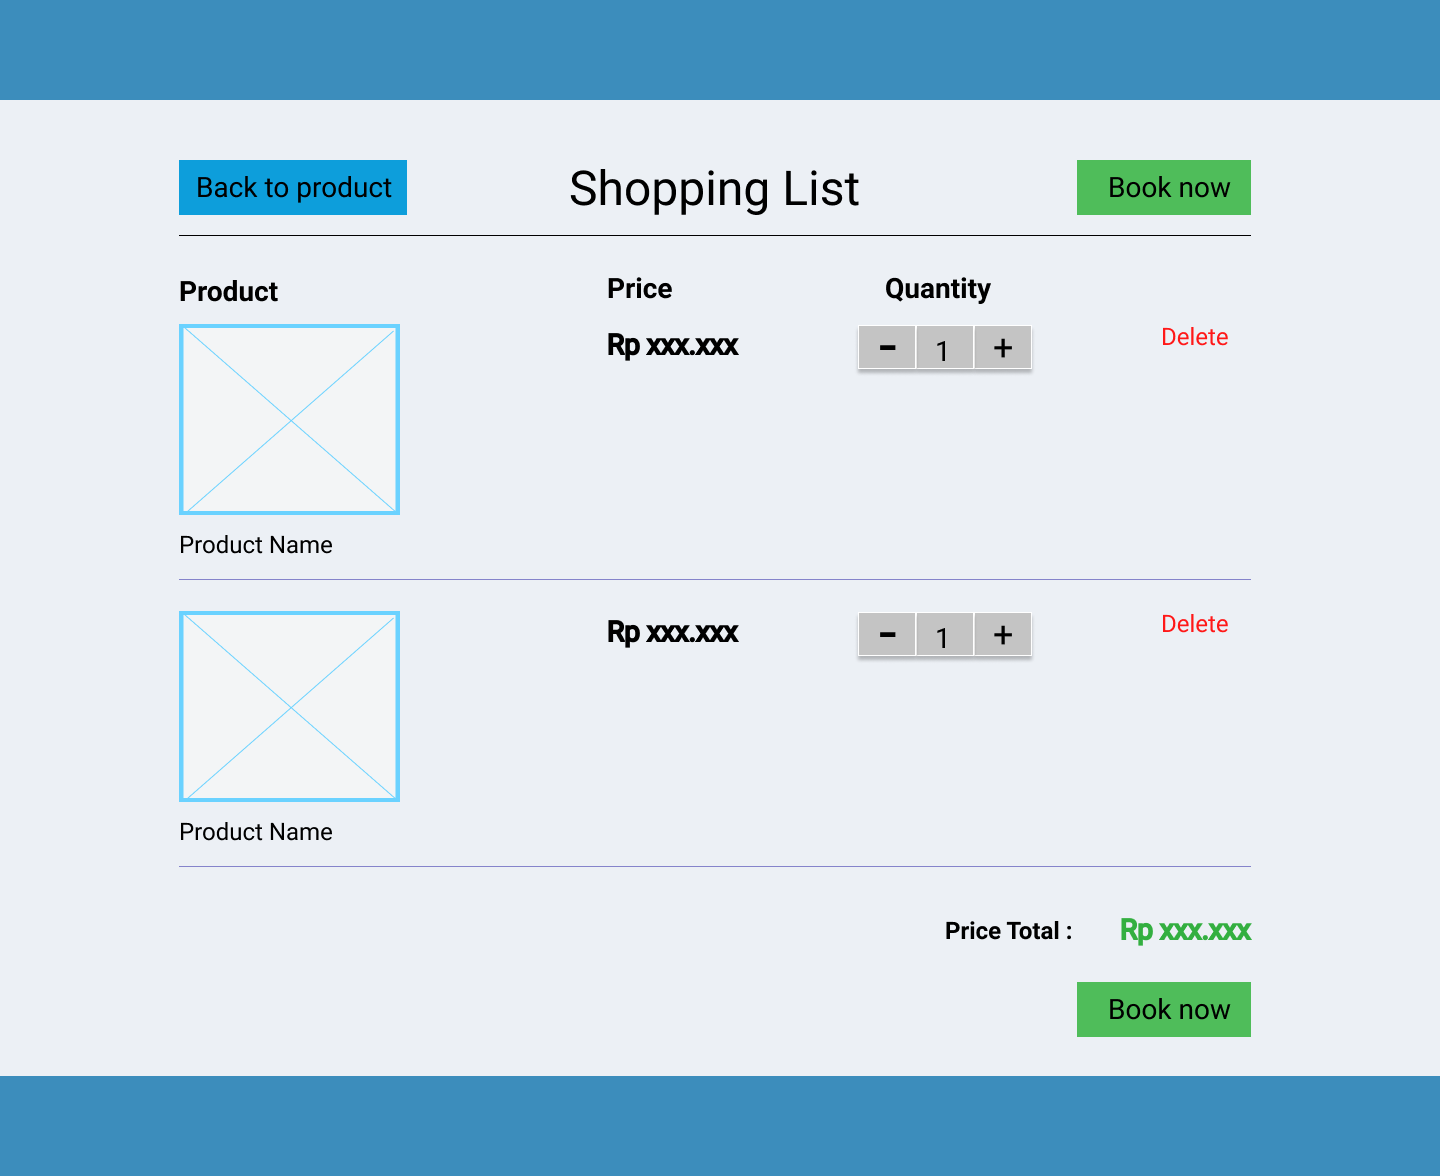 Back to product
Shopping List
Book now
Product
Price
Quantity
Rp xxx.xxx
- 1 +
Delete
Product Name
Rp xxx.xxx
- 1 +
Delete
Product Name
Price Total :
Rp xxx.xxx
Book now